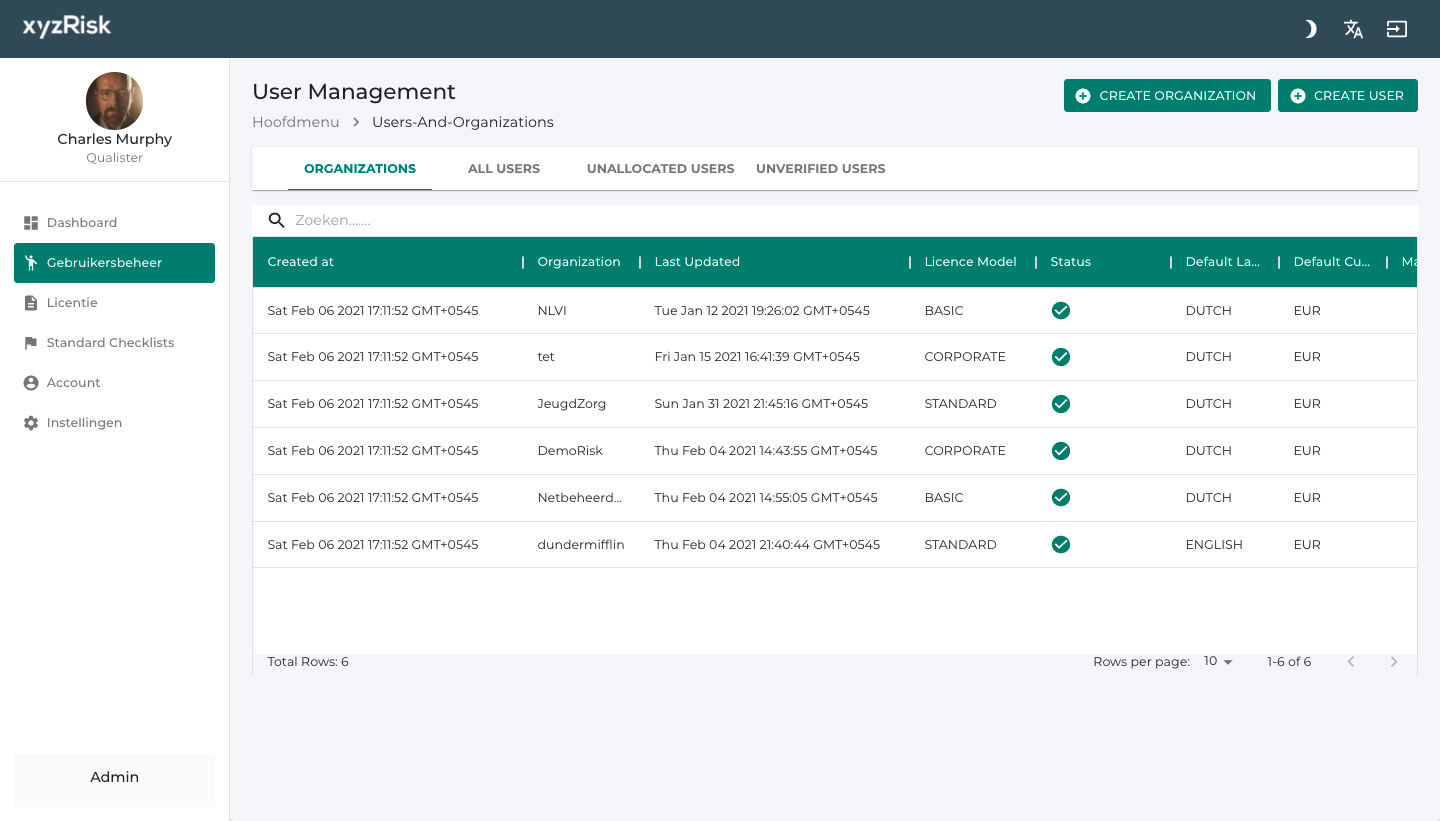 xyzRisk
Charles Murphy
Qualister
Dashboard
Gebruikersbeheer
Licentie
Standard Checklists
Account
Instellingen
Admin
User Management
Hoofdmenu > Users-And-Organizations
CREATE ORGANIZATION CREATE USER
ORGANIZATIONS ALL USERS UNALLOCATED USERS UNVERIFIED USERS
Zoeken.......
Created at | Organization | Last Updated | Licence Model | Status | Default La... | Default Cu... | Ma
Sat Feb 06 2021 17:11:52 GMT+0545 NLVI Tue Jan 12 2021 19:26:02 GMT+0545 BASIC DUTCH EUR
Sat Feb 06 2021 17:11:52 GMT+0545 tet Fri Jan 15 2021 16:41:39 GMT+0545 CORPORATE DUTCH EUR
Sat Feb 06 2021 17:11:52 GMT+0545 JeugdZorg Sun Jan 31 2021 21:45:16 GMT+0545 STANDARD DUTCH EUR
Sat Feb 06 2021 17:11:52 GMT+0545 DemoRisk Thu Feb 04 2021 14:43:55 GMT+0545 CORPORATE DUTCH EUR
Sat Feb 06 2021 17:11:52 GMT+0545 Netbeheerd... Thu Feb 04 2021 14:55:05 GMT+0545 BASIC DUTCH EUR
Sat Feb 06 2021 17:11:52 GMT+0545 dundermifflin Thu Feb 04 2021 21:40:44 GMT+0545 STANDARD ENGLISH EUR
Total Rows: 6 Rows per page: 10 1-6 of 6